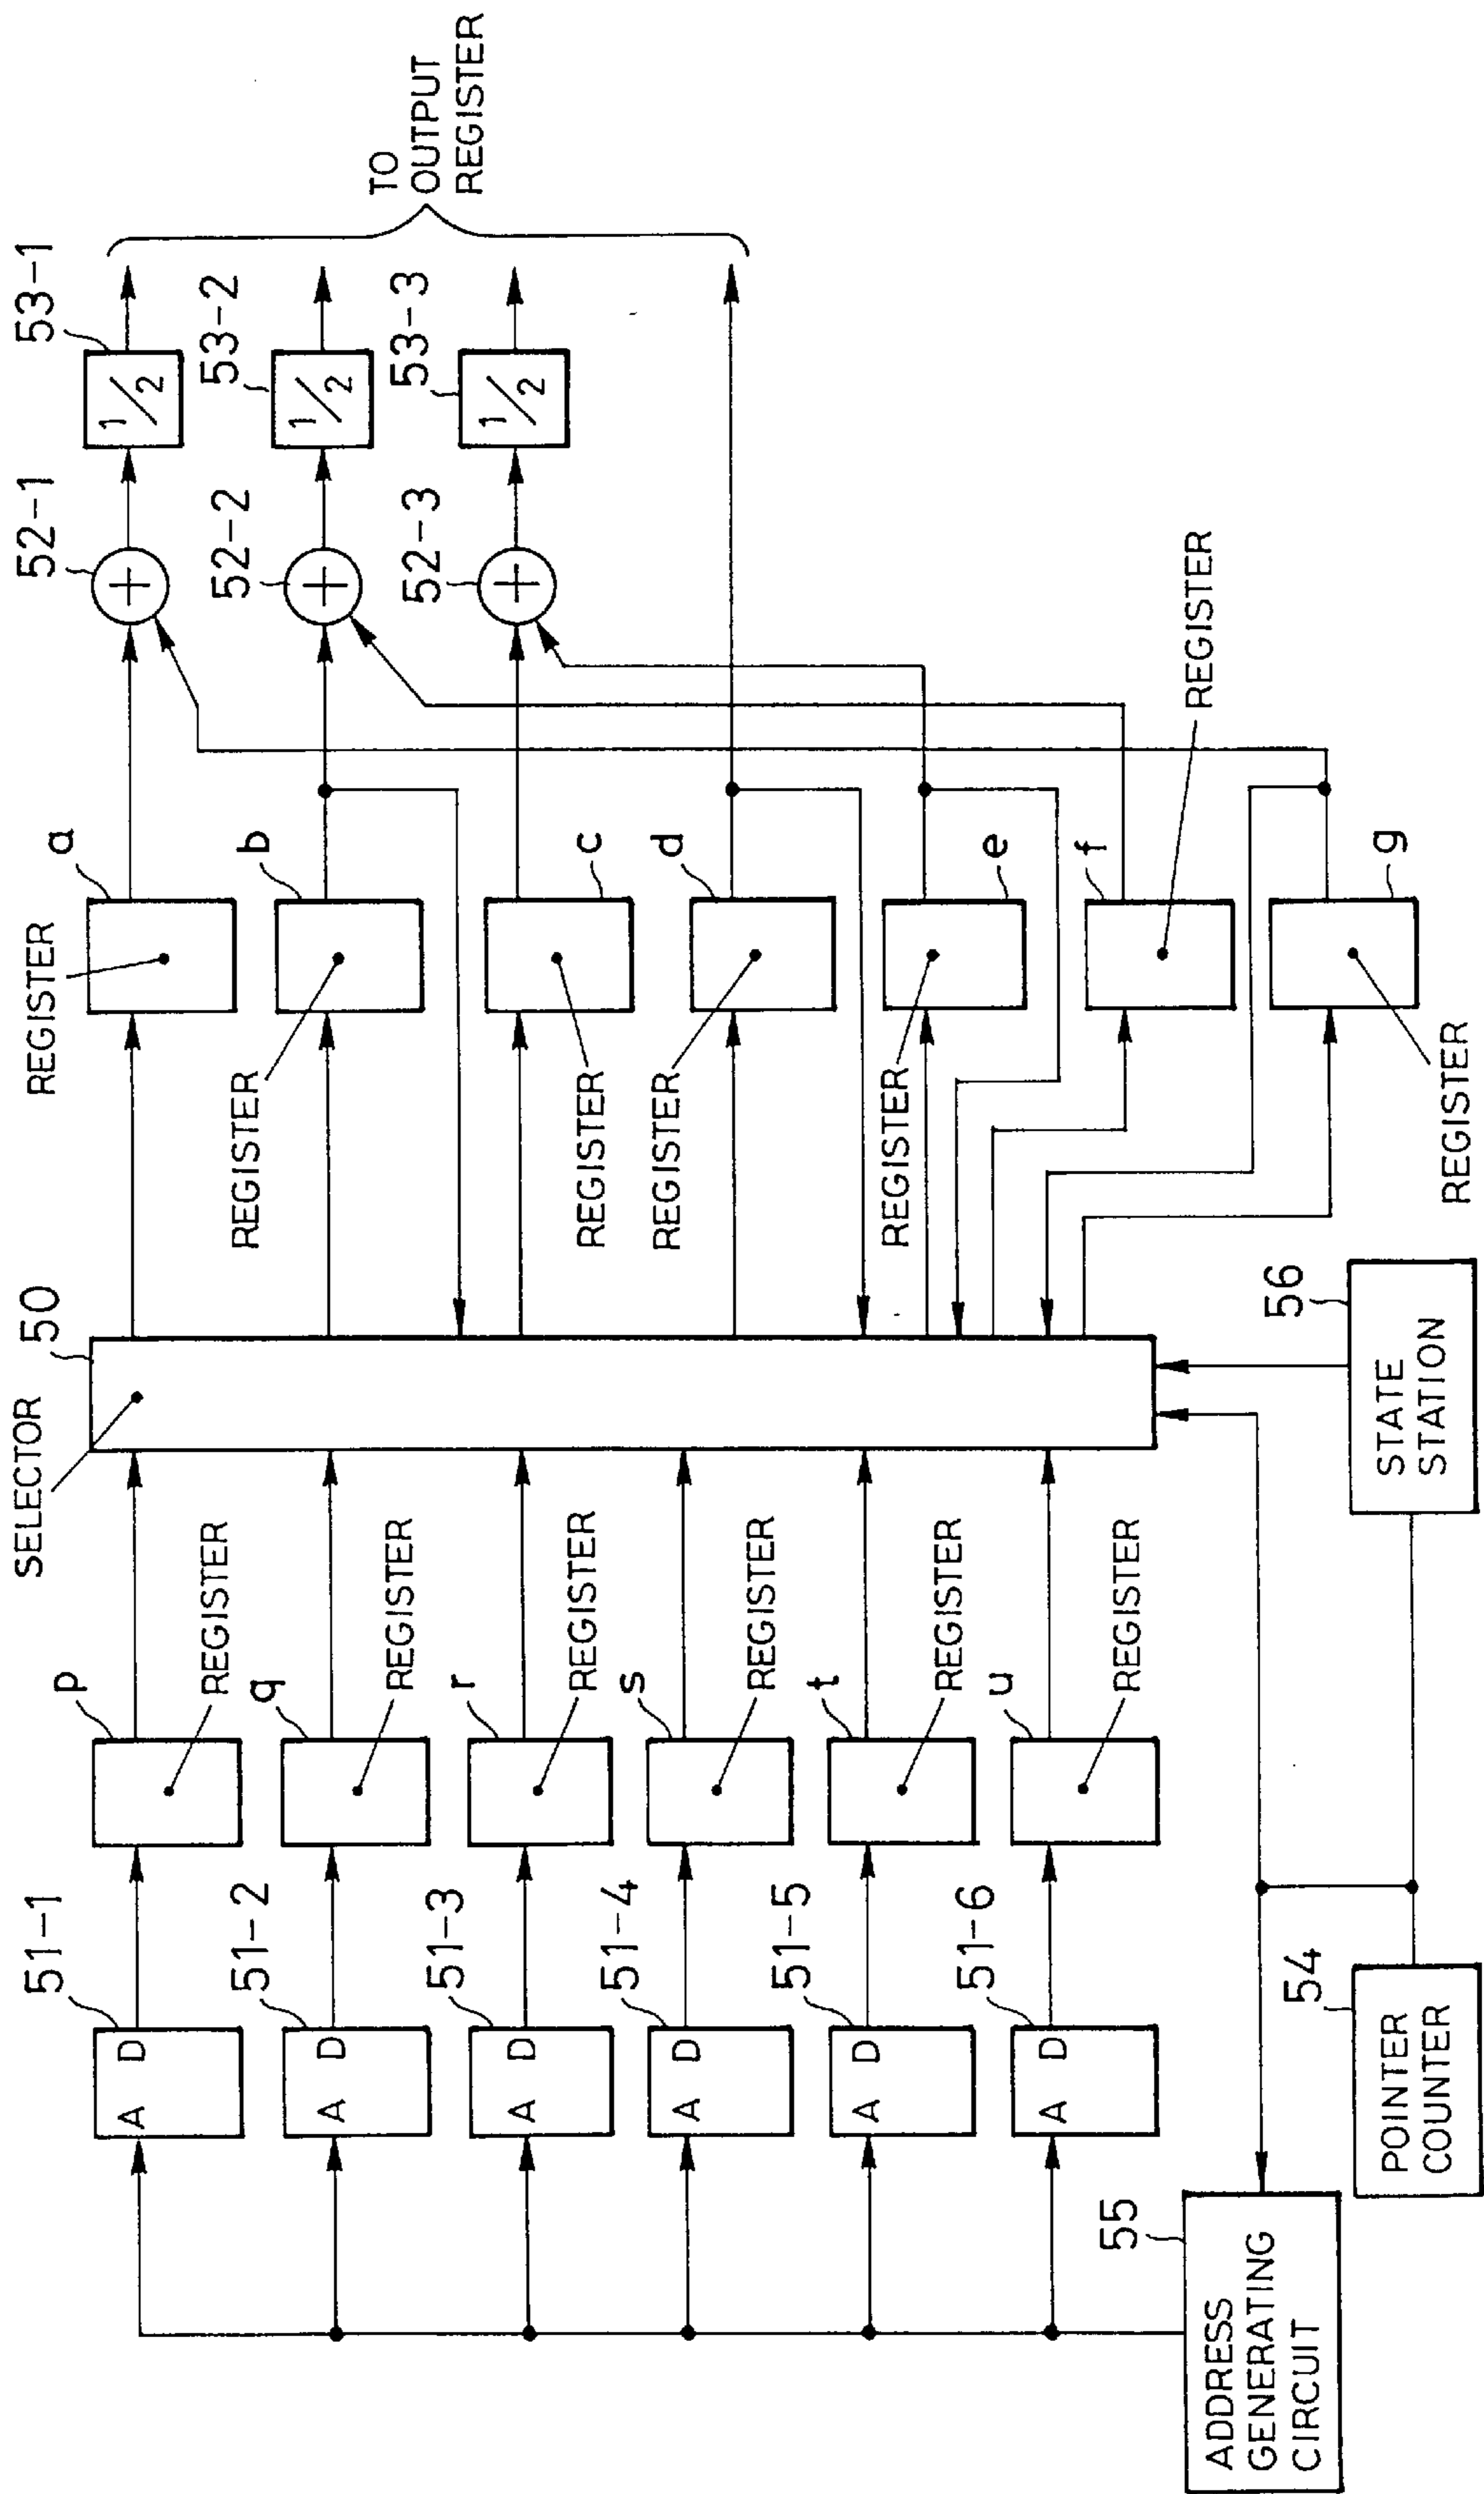 51-1
A D
51-2
A D
51-3
A D
51-4
A D
51-5
A D
51-6
A D
p
REGISTER
q
REGISTER
r
REGISTER
s
REGISTER
t
REGISTER
u
REGISTER
SELECTOR
50
REGISTER
a
REGISTER
b
REGISTER
c
REGISTER
d
REGISTER
e
f
REGISTER
g
REGISTER
52-1
+
52-2
+
52-3
+
53-1
1/2
53-2
1/2
53-3
1/2
TO
OUTPUT
REGISTER
55
ADDRESS
GENERATING
CIRCUIT
54
POINTER
COUNTER
56
STATE
STATION